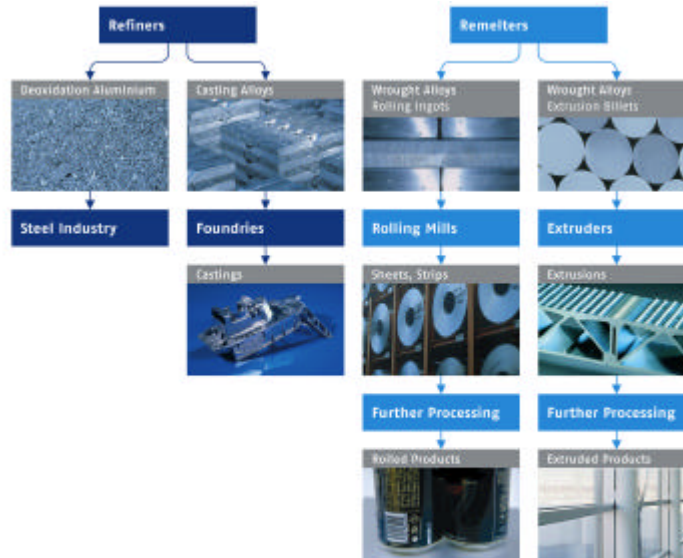 Refiners
Remelters
Deoxidation Aluminium
Casting Alloys
Wrought Alloys
Rolling Ingots
Wrought Alloys
Extrusion Billets
Steel Industry
Foundries
Rolling Mills
Extruders
Castings
Sheets, Strips
Extrusions
Further Processing
Further Processing
Rolled Products
Extruded Products